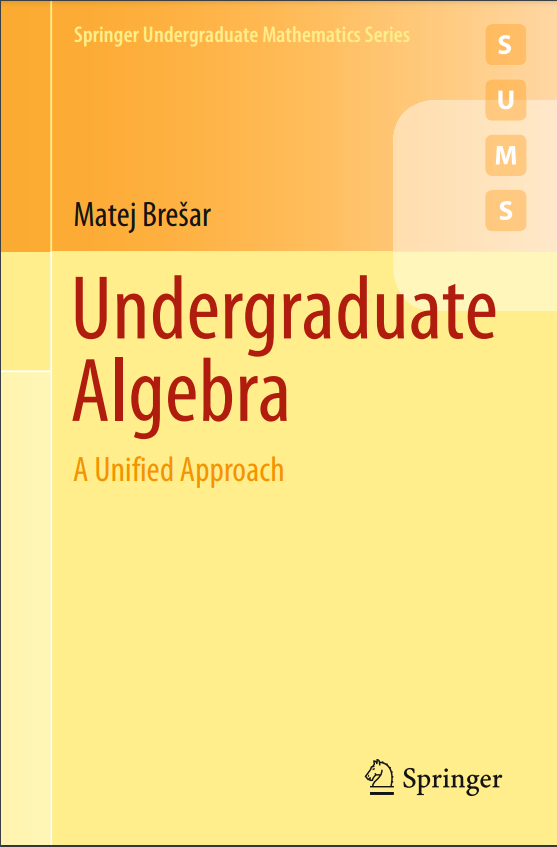 Springer Undergraduate Mathematics Series
S
U
M
S
Matej Brešar
Undergraduate
Algebra
A Unified Approach
Springer